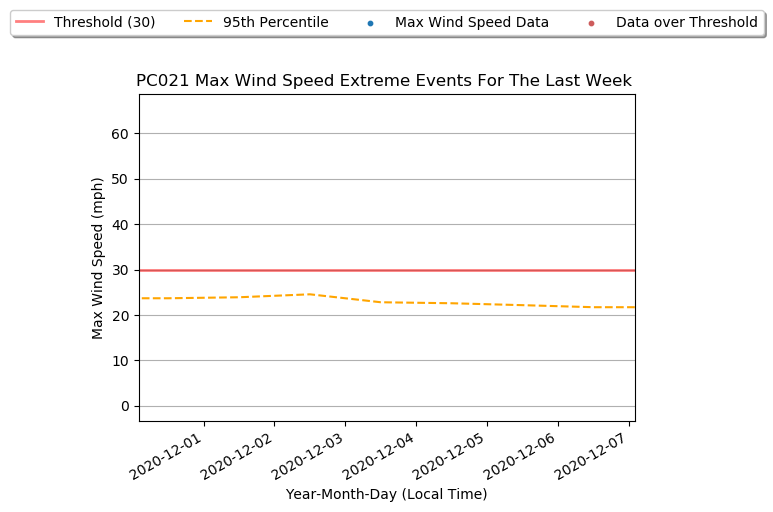 Threshold (30) 95th Percentile Max Wind Speed Data Data over Threshold
PC021 Max Wind Speed Extreme Events For The Last Week
60
50
40
30
20
10
0
Max Wind Speed (mph)
2020-12-01 2020-12-02 2020-12-03 2020-12-04 2020-12-05 2020-12-06 2020-12-07
Year-Month-Day (Local Time)